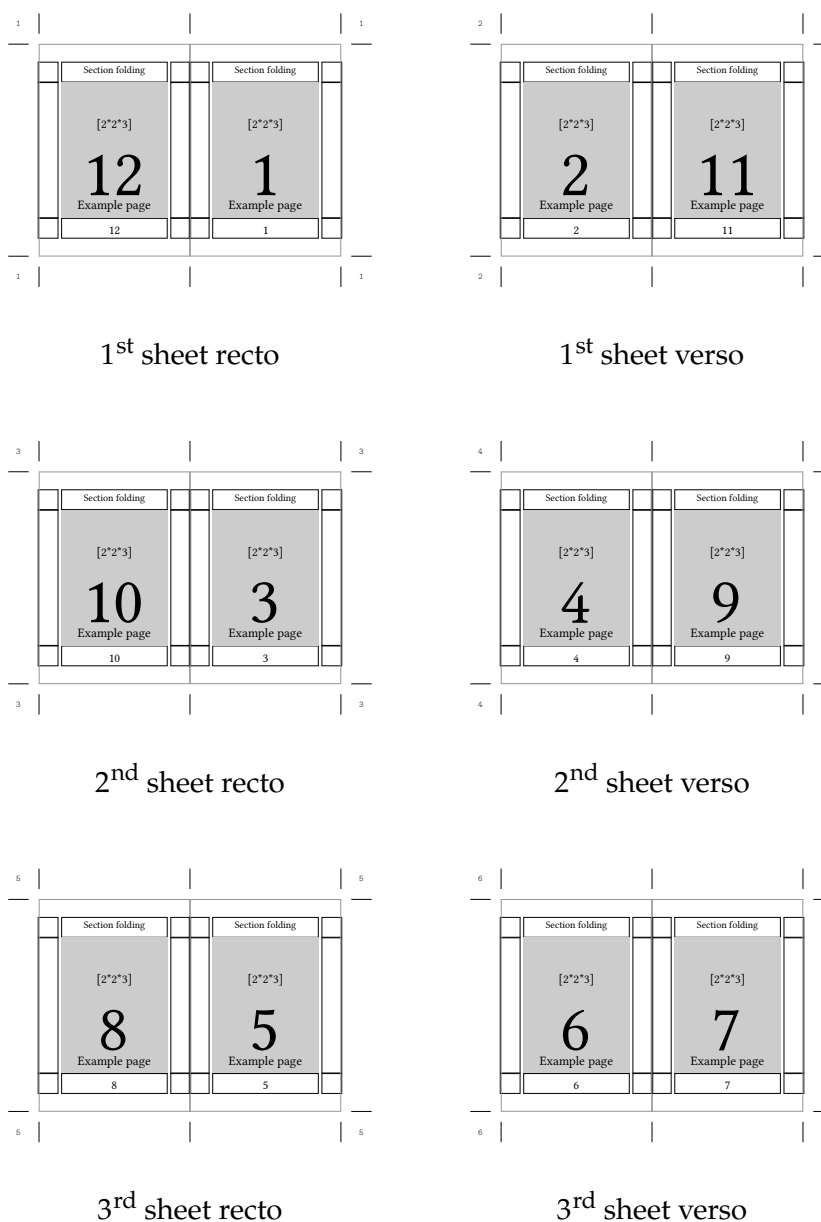 1 1 2
Section folding Section folding Section folding Section folding
[2*2*3] [2*2*3] [2*2*3] [2*2*3]
12 1 2 11
Example page Example page Example page Example page
12 1 2 11
1 1 2
1st sheet recto 1st sheet verso
3 3 4
Section folding Section folding Section folding Section folding
[2*2*3] [2*2*3] [2*2*3] [2*2*3]
10 3 4 9
Example page Example page Example page Example page
10 3 4 9
3 3 4
2nd sheet recto 2nd sheet verso
5 5 6
Section folding Section folding Section folding Section folding
[2*2*3] [2*2*3] [2*2*3] [2*2*3]
8 5 6 7
Example page Example page Example page Example page
8 5 6 7
5 5 6
3rd sheet recto 3rd sheet verso